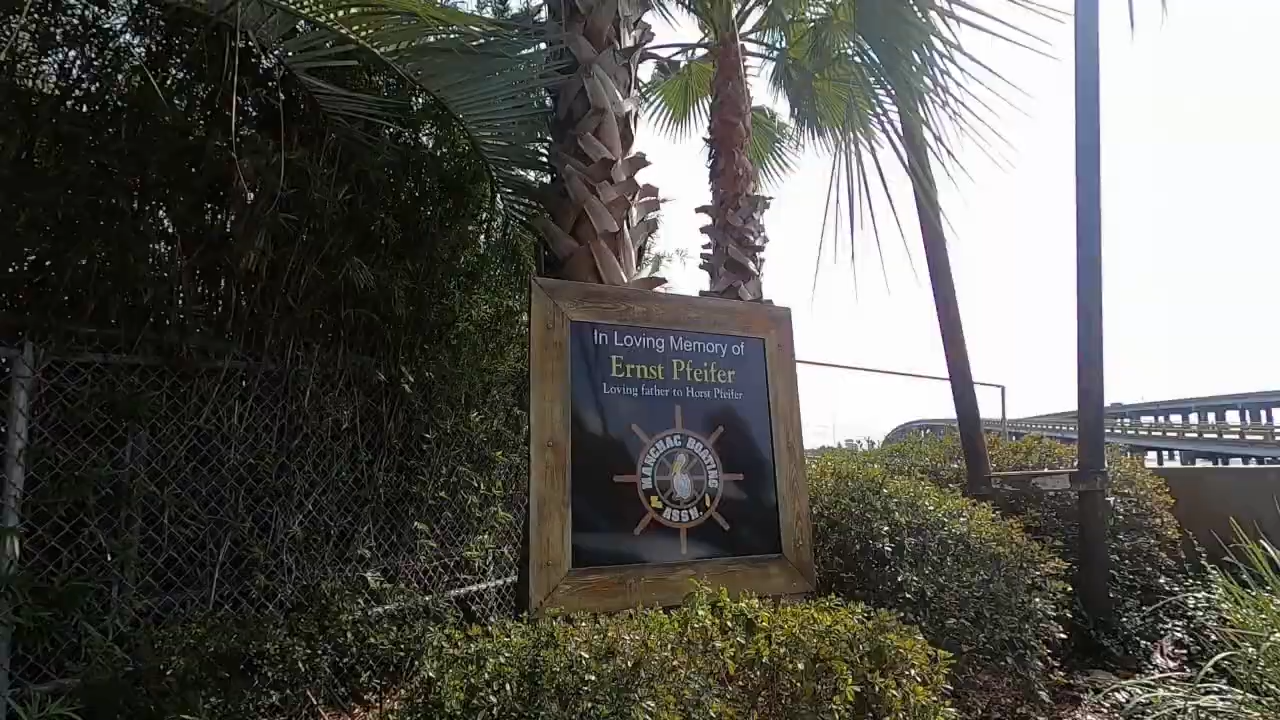 In Loving Memory of
Ernst Pfeifer
Loving father to Horst Pfeifer
MANCHAC BOATING
ASSN.